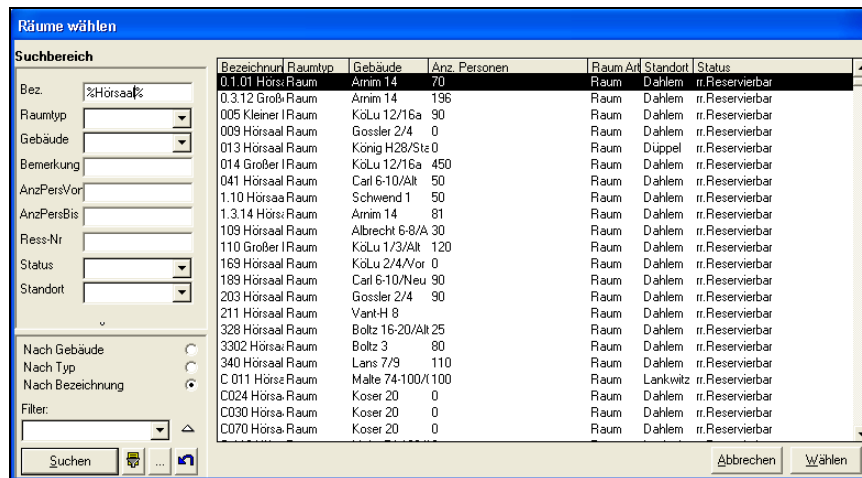 Räume wählen
Suchbereich
Bez. %Hörsaal%
Raumtyp
Gebäude
Bemerkung
AnzPersVor
AnzPersBis
Ress-Nr
Status
Standort
Nach Gebäude
Nach Typ
Nach Bezeichnung
Filter:
Suchen ...
Bezeichnun Raumtyp Gebäude Anz. Personen Raum Art Standort Status
0.1.01 Hörsa Raum Arnim 14 70 Raum Dahlem rr.Reservierbar
0.3.12 Große Raum Arnim 14 196 Raum Dahlem rr.Reservierbar
005 Kleiner I Raum KöLu 12/16a 90 Raum Dahlem rr.Reservierbar
009 Hörsaal Raum Gossler 2/4 0 Raum Dahlem rr.Reservierbar
013 Hörsaal Raum König H28/Sta 0 Raum Düppel rr.Reservierbar
014 Großer I Raum KöLu 12/16a 450 Raum Dahlem rr.Reservierbar
041 Hörsaal Raum Carl 6-10/Alt 50 Raum Dahlem rr.Reservierbar
1.10 Hörsaa Raum Schwend 1 50 Raum Dahlem rr.Reservierbar
1.3.14 Hörsa Raum Arnim 14 81 Raum Dahlem rr.Reservierbar
109 Hörsaal Raum Albrecht 6-8/A 30 Raum Dahlem rr.Reservierbar
110 Großer I Raum KöLu 1/3/Alt 120 Raum Dahlem rr.Reservierbar
169 Hörsaal Raum KöLu 2/4/Vor 0 Raum Dahlem rr.Reservierbar
189 Hörsaal Raum Carl 6-10/Neu 90 Raum Dahlem rr.Reservierbar
203 Hörsaal Raum Gossler 2/4 90 Raum Dahlem rr.Reservierbar
211 Hörsaal Raum Vant-H 8 Raum Dahlem rr.Reservierbar
328 Hörsaal Raum Boltz 16-20/Alt 25 Raum Dahlem rr.Reservierbar
3302 Hörsa Raum Boltz 3 80 Raum Dahlem rr.Reservierbar
340 Hörsaal Raum Lans 7/9 110 Raum Dahlem rr.Reservierbar
C 011 Hörsa Raum Malte 74-100/( 100 Raum Lankwitz rr.Reservierbar
C024 Hörsa Raum Koser 20 0 Raum Dahlem rr.Reservierbar
C030 Hörsa Raum Koser 20 0 Raum Dahlem rr.Reservierbar
C070 Hörsa Raum Koser 20 0 Raum Dahlem rr.Reservierbar
Abbrechen Wählen